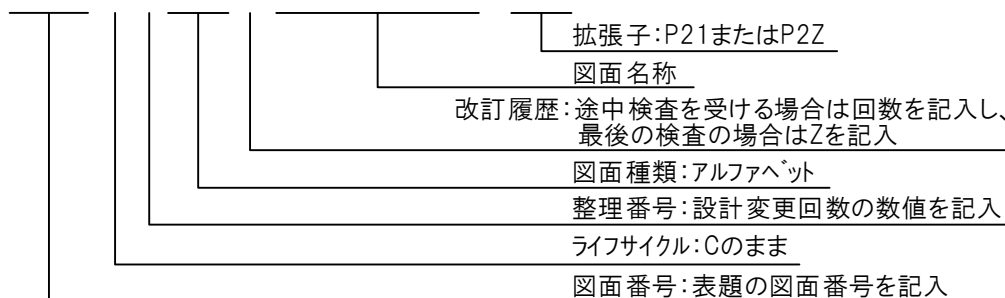 拡張子:P21またはP2Z
図面名称
改訂履歴:途中検査を受ける場合は回数を記入し、
最後の検査の場合はZを記入
図面種類:アルファベット
整理番号:設計変更回数の数値を記入
ライフサイクル:Cのまま
図面番号:表題の図面番号を記入